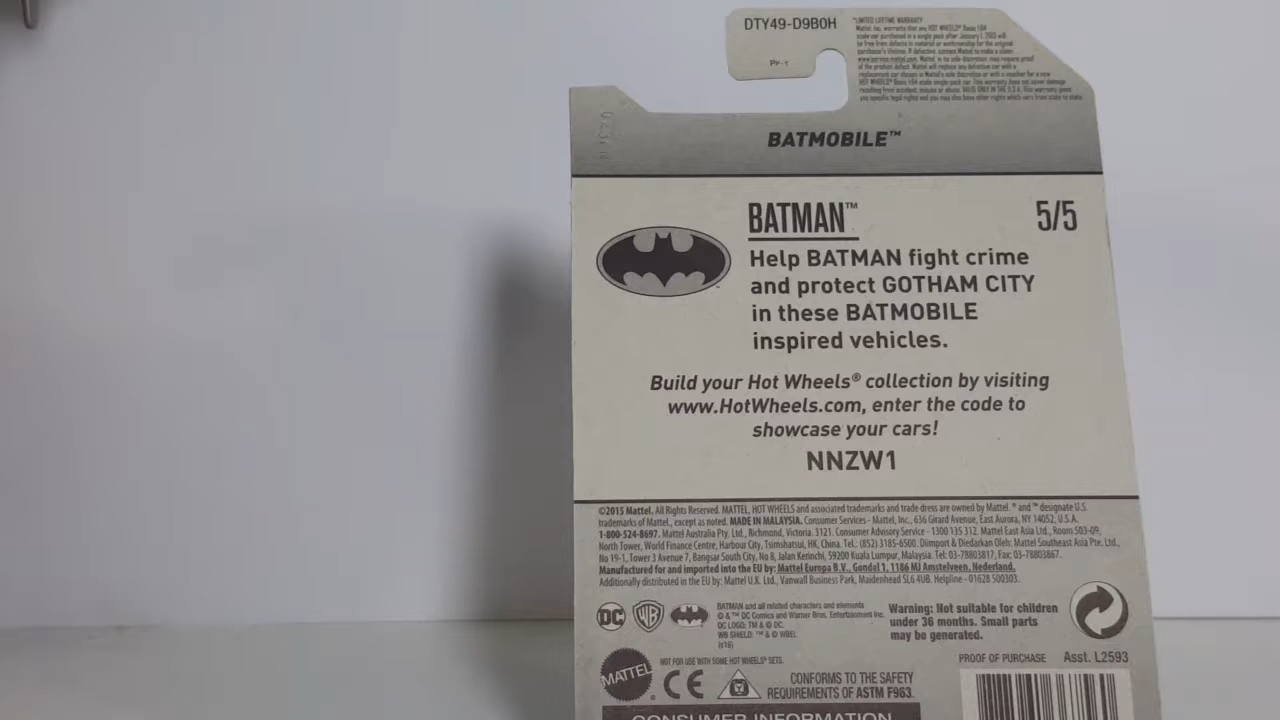 DTY49-D9B0H
*LIMITED LIFETIME WARRANTY
BATMOBILE™
BATMAN™
5/5
Help BATMAN fight crime
and protect GOTHAM CITY
in these BATMOBILE
inspired vehicles.
Build your Hot Wheels® collection by visiting
www.HotWheels.com, enter the code to
showcase your cars!
NNZW1
©2015 Mattel. All Rights Reserved. MATTEL, HOT WHEELS and associated trademarks and trade dress are owned by Mattel. ® and ™ designate U.S.
trademarks of Mattel, except as noted. MADE IN MALAYSIA. Consumer Services - Mattel, Inc., 636 Girard Avenue, East Aurora, NY 14052, U.S.A.
1-800-524-8697. Mattel Australia Pty. Ltd., Richmond, Victoria. 3121. Consumer Advisory Service - 1300 135 312. Mattel East Asia Ltd., Room 503-09,
North Tower, World Finance Centre, Harbour City, Tsimshatsui, HK, China. Tel.: (852) 3185-6500. Diimport & Diedarkan Oleh: Mattel Southeast Asia Pte. Ltd.,
No 19-1, Tower 3 Avenue 7, Bangsar South City, No 8, Jalan Kerinchi, 59200 Kuala Lumpur, Malaysia. Tel: 03-78803817, Fax: 03-78803867.
Manufactured for and imported into the EU by: Mattel Europa B.V., Gondel 1, 1186 MJ Amstelveen, Nederland.
Additionally distributed in the EU by: Mattel U.K. Ltd., Vanwall Business Park, Maidenhead SL6 4UB. Helpline - 01628 500303.
DC
WB
BATMAN and all related characters and elements
© & ™ DC Comics and Warner Bros. Entertainment Inc.
DC LOGO: TM & © DC.
WB SHIELD: ™ & © WBEI.
Warning: Not suitable for children
under 36 months. Small parts
may be generated.
PROOF OF PURCHASE Asst. L2593
MATTEL
NOT FOR USE WITH SOME HOT WHEELS® SETS.
CE
CONFORMS TO THE SAFETY
REQUIREMENTS OF ASTM F963.
CONSUMER INFORMATION